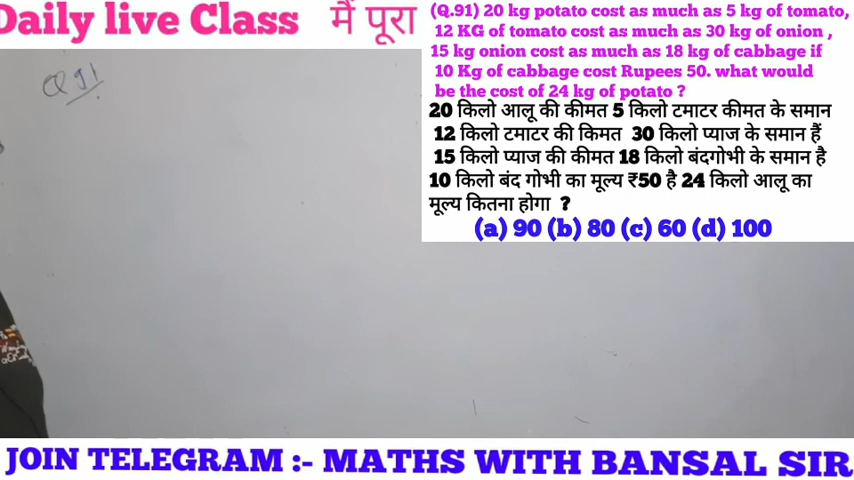 Daily live Class में पूरा
(Q.91) 20 kg potato cost as much as 5 kg of tomato,
12 KG of tomato cost as much as 30 kg of onion ,
15 kg onion cost as much as 18 kg of cabbage if
10 Kg of cabbage cost Rupees 50. what would
be the cost of 24 kg of potato ?
20 किलो आलू की कीमत 5 किलो टमाटर कीमत के समान
12 किलो टमाटर की किमत 30 किलो प्याज के समान हैं
15 किलो प्याज की कीमत 18 किलो बंदगोभी के समान है
10 किलो बंद गोभी का मूल्य ₹50 है 24 किलो आलू का
मूल्य कितना होगा ?
(a) 90 (b) 80 (c) 60 (d) 100
Q 91
JOIN TELEGRAM :- MATHS WITH BANSAL SIR